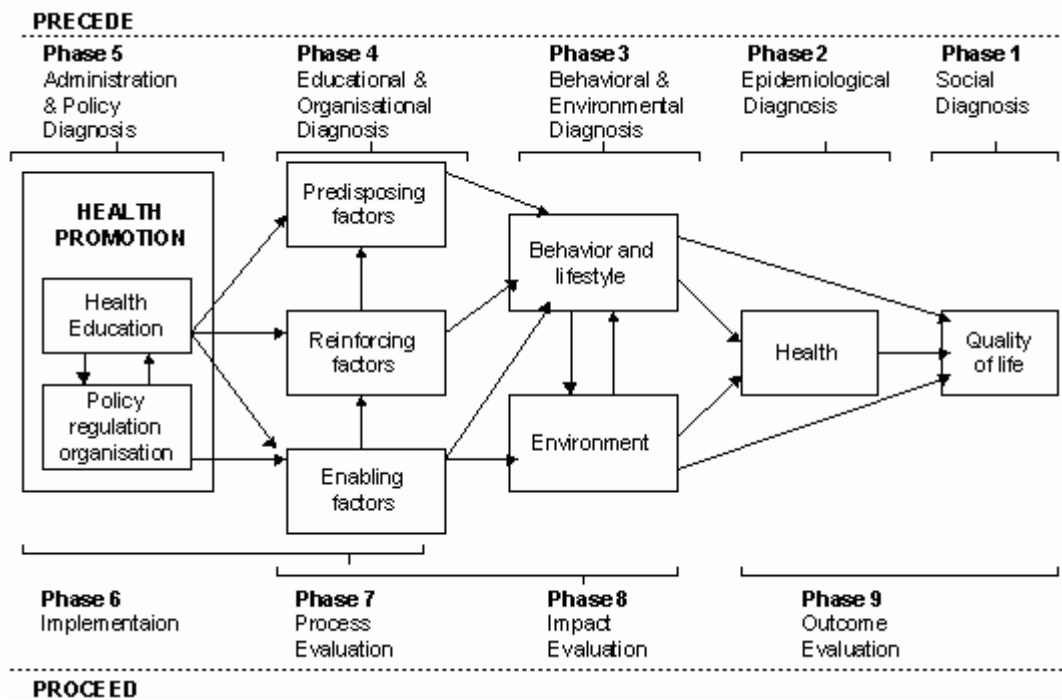 PRECEDE
Phase 5
Administration
& Policy
Diagnosis
Phase 4
Educational &
Organisational
Diagnosis
Phase 3
Behavioral &
Environmental
Diagnosis
Phase 2
Epidemiological
Diagnosis
Phase 1
Social
Diagnosis
HEALTH
PROMOTION
Health
Education
Policy
regulation
organisation
Predisposing
factors
Reinforcing
factors
Enabling
factors
Behavior and
lifestyle
Environment
Health
Quality
of life
Phase 6
Implementaion
Phase 7
Process
Evaluation
Phase 8
Impact
Evaluation
Phase 9
Outcome
Evaluation
PROCEED